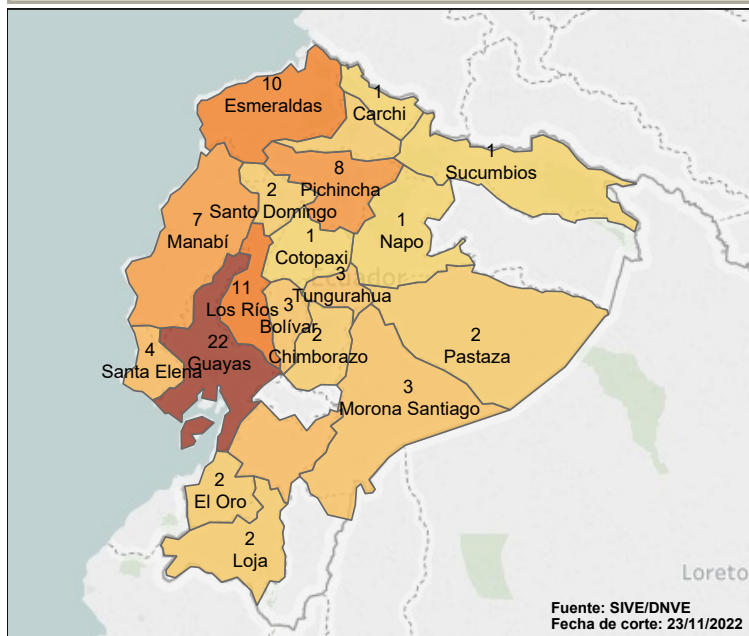 10
Esmeraldas
1
Carchi
1
Sucumbios
8
Pichincha
2
Santo Domingo
7
Manabí
1
Napo
1
Cotopaxi
Ecuador
3
Tungurahua
11
Los Ríos
3
Bolívar
2
Chimborazo
2
Pastaza
22
Guayas
4
Santa Elena
3
Morona Santiago
2
El Oro
2
Loja
Loreto
Fuente: SIVE/DNVE
Fecha de corte: 23/11/2022